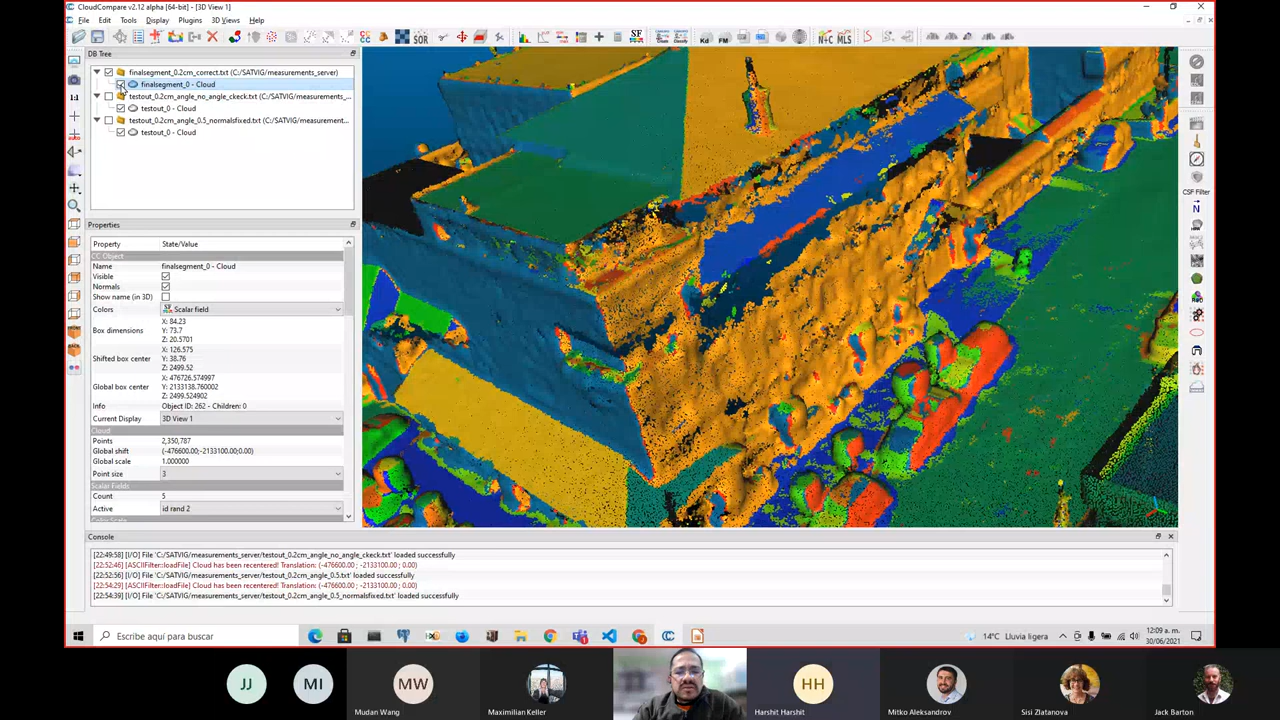 CloudCompare v2.12 alpha [64-bit] - [3D View 1]
File Edit Tools Display Plugins 3D Views Help
SOR SF Kd FM N+C MLS
DB Tree
finalsegment_0.2cm_correct.txt (C:/SATVIG/measurements_server)
finalsegment_0 - Cloud
testout_0.2cm_angle_no_angle_ckeck.txt (C:/SATVIG/measurements_...
testout_0 - Cloud
testout_0.2cm_angle_0.5_normalsfixed.txt (C:/SATVIG/measurement...
testout_0 - Cloud
1:1
CSF Filter
N
Properties
Property State/Value
CC Object
Name finalsegment_0 - Cloud
Visible
Normals
Show name (in 3D)
Colors Scalar field
Box dimensions
X: 84.23
Y: 73.7
Z: 20.5701
Shifted box center
X: 126.575
Y: 38.76
Z: 2499.52
Global box center
X: 476726.574997
Y: 2133138.760002
Z: 2499.524902
Info Object ID: 262 - Children: 0
Current Display 3D View 1
Cloud
Points 2,350,787
Global shift (-476600.00;-2133100.00;0.00)
Global scale 1.000000
Point size 3
Scalar Fields
Count 5
Active id rand 2
Color Scale
Console
[22:49:58] [I/O] File 'C:/SATVIG/measurements_server/testout_0.2cm_angle_no_angle_ckeck.txt' loaded successfully
[22:52:46] [ASCIIFilter::loadFile] Cloud has been recentered! Translation: (-476600.00 ; -2133100.00 ; 0.00)
[22:52:56] [I/O] File 'C:/SATVIG/measurements_server/testout_0.2cm_angle_0.5.txt' loaded successfully
[22:54:29] [ASCIIFilter::loadFile] Cloud has been recentered! Translation: (-476600.00 ; -2133100.00 ; 0.00)
[22:54:39] [I/O] File 'C:/SATVIG/measurements_server/testout_0.2cm_angle_0.5_normalsfixed.txt' loaded successfully
Escribe aquí para buscar
14°C Lluvia ligera
12:09 a. m.
30/06/2021
JJ
MI
MW
Mudan Wang
Maximilian Keller
HH
Harshit Harshit
Mitko Aleksandrov
Sisi Zlatanova
Jack Barton